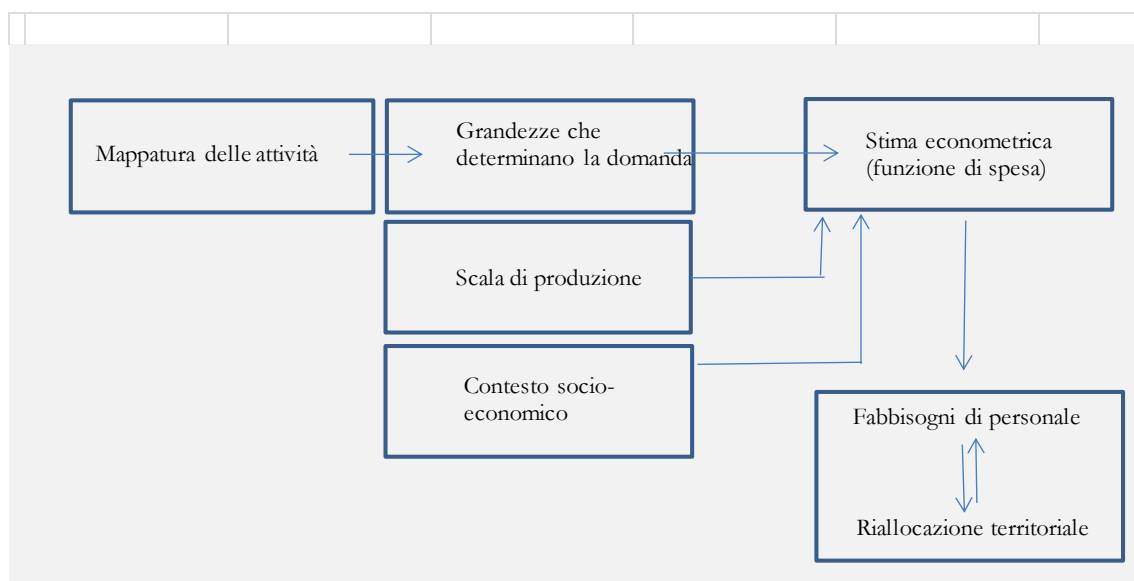 Mappatura delle attività
Grandezze che
determinano la domanda
Stima econometrica
(funzione di spesa)
Scala di produzione
Contesto socio-
economico
Fabbisogni di personale
Riallocazione territoriale